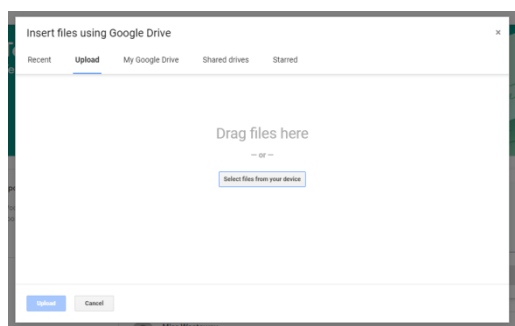 Insert files using Google Drive
×
Recent Upload My Google Drive Shared drives Starred
Drag files here
— or —
Select files from your device
Upload Cancel